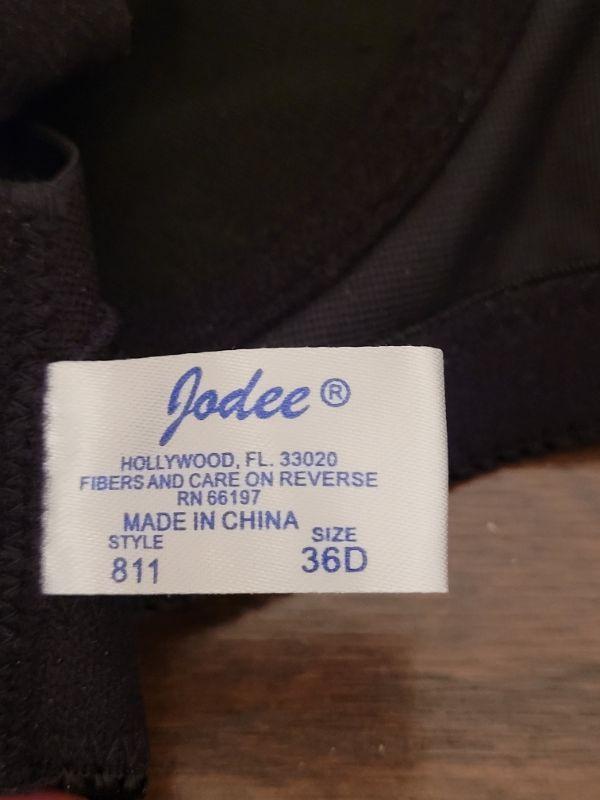 Jodee®
HOLLYWOOD, FL. 33020
FIBERS AND CARE ON REVERSE
RN 66197
MADE IN CHINA
STYLE SIZE
811 36D